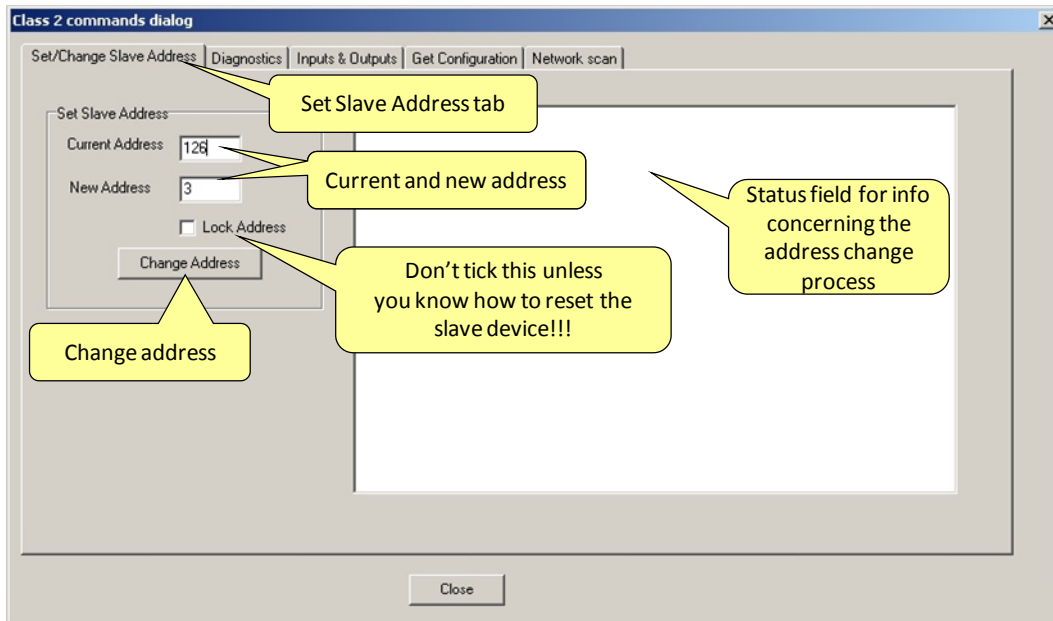 Class 2 commands dialog
Set/Change Slave Address Diagnostics Inputs & Outputs Get Configuration Network scan
Set Slave Address tab
Set Slave Address
Current Address 126
New Address 3
Current and new address
Lock Address
Change Address
Don't tick this unless
you know how to reset the
slave device!!!
Status field for info
concerning the
address change
process
Change address
Close